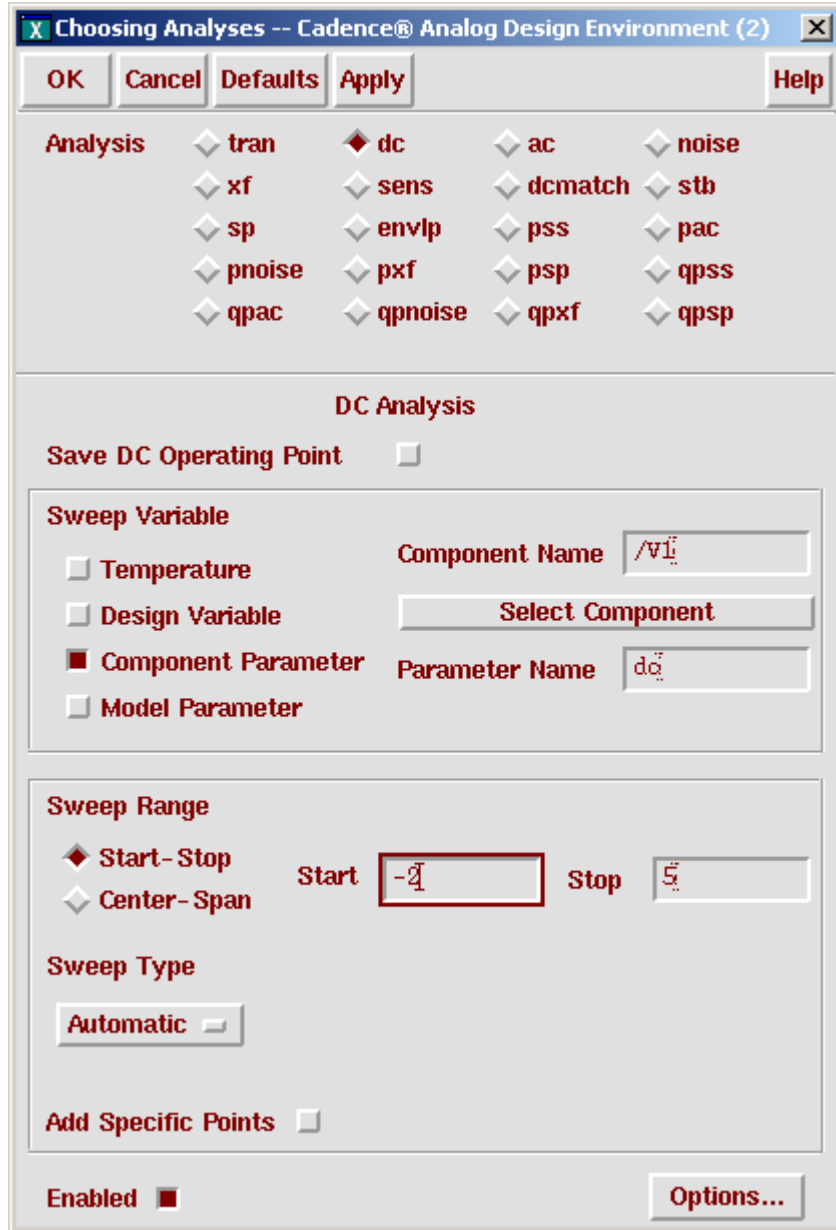 X Choosing Analyses -- Cadence® Analog Design Environment (2) X
OK Cancel Defaults Apply Help
Analysis tran dc ac noise
xf sens dcmatch stb
sp envlp pss pac
pnoise pxf psp qpss
qpac qpnoise qpxf qpsp
DC Analysis
Save DC Operating Point
Sweep Variable
Component Name /V1
Temperature
Design Variable
Select Component
Component Parameter
Parameter Name dc
Model Parameter
Sweep Range
Start-Stop
Start -2 Stop 5
Center-Span
Sweep Type
Automatic
Add Specific Points
Enabled Options...